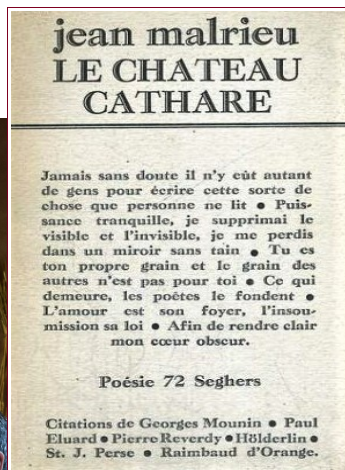 jean malrieu
LE CHATEAU
CATHARE
Jamais sans doute il n'y eût autant
de gens pour écrire cette sorte de
chose que personne ne lit ● Puis-
sance tranquille, je supprimai le
visible et l'invisible, je me perdis
dans un miroir sans tain ● Tu es
ton propre grain et le grain des
autres n'est pas pour toi ● Ce qui
demeure, les poètes le fondent ●
L'amour est son foyer, l'insou-
mission sa loi ● Afin de rendre clair
mon cœur obscur.
Poésie 72 Seghers
Citations de Georges Mounin ● Paul
Eluard ● Pierre Reverdy ● Hölderlin ●
St. J. Perse ● Raimbaud d'Orange.